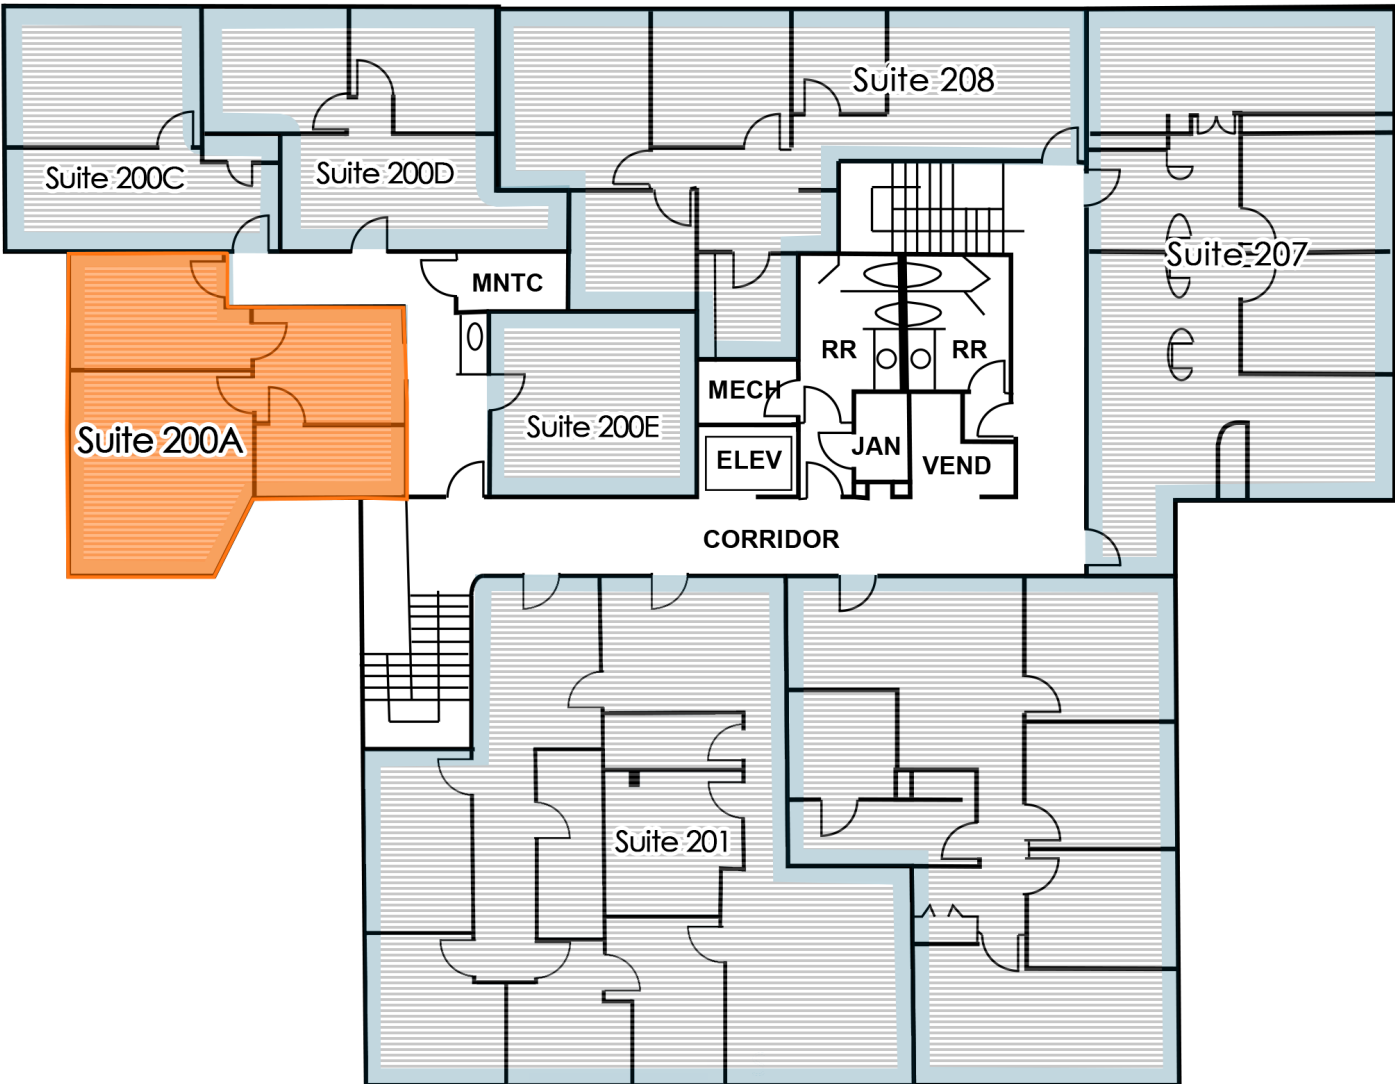 Suite 208
Suite 200C
Suite 200D
Suite 207
MNTC
RR
RR
MECH
Suite 200A
Suite 200E
JAN
ELEV
VEND
CORRIDOR
Suite 201